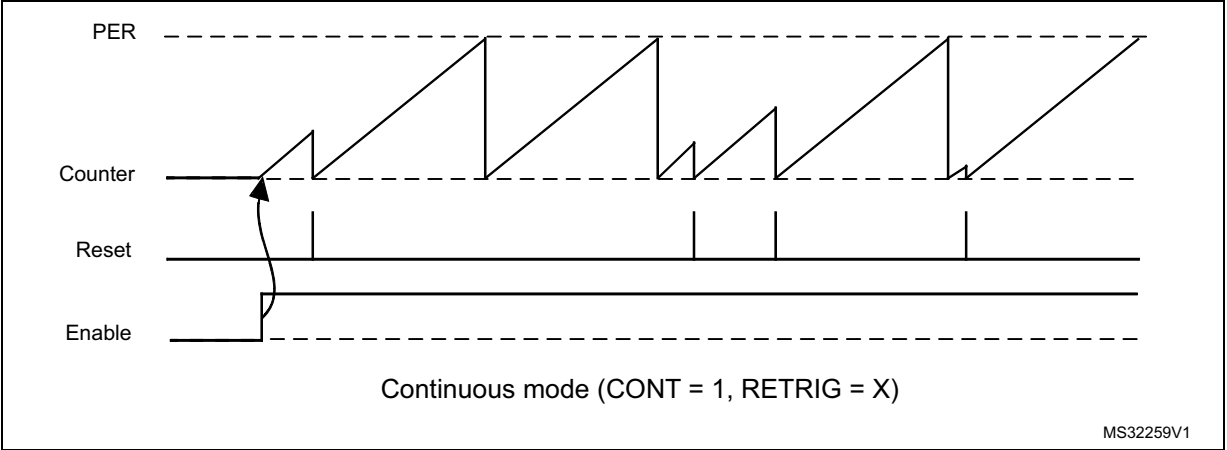 PER
Counter
Reset
Enable
Continuous mode (CONT = 1, RETRIG = X)
MS32259V1